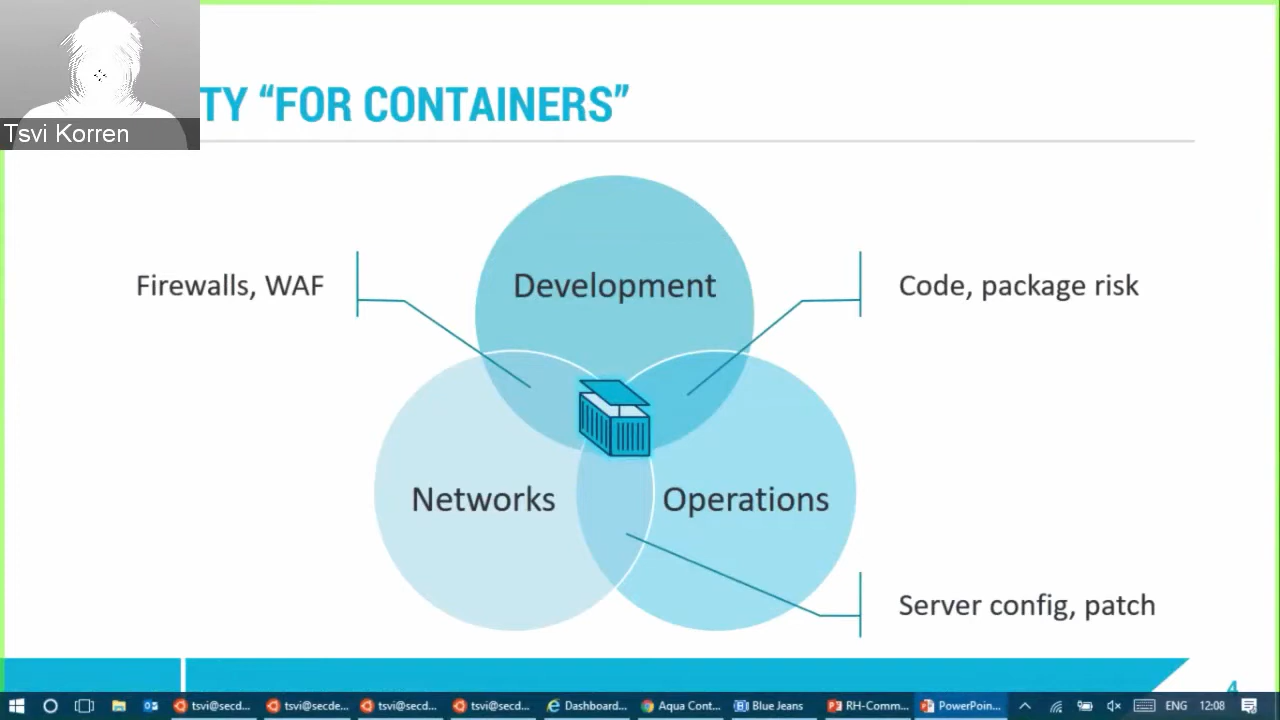 TY “FOR CONTAINERS”
Tsvi Korren
Firewalls, WAF
Development
Code, package risk
Networks
Operations
Server config, patch
4
tsvi@secd...
tsvi@secde...
tsvi@secd...
tsvi@secd...
Dashboard...
Aqua Cont...
Blue Jeans
RH-Comm...
PowerPoin...
ENG
12:08